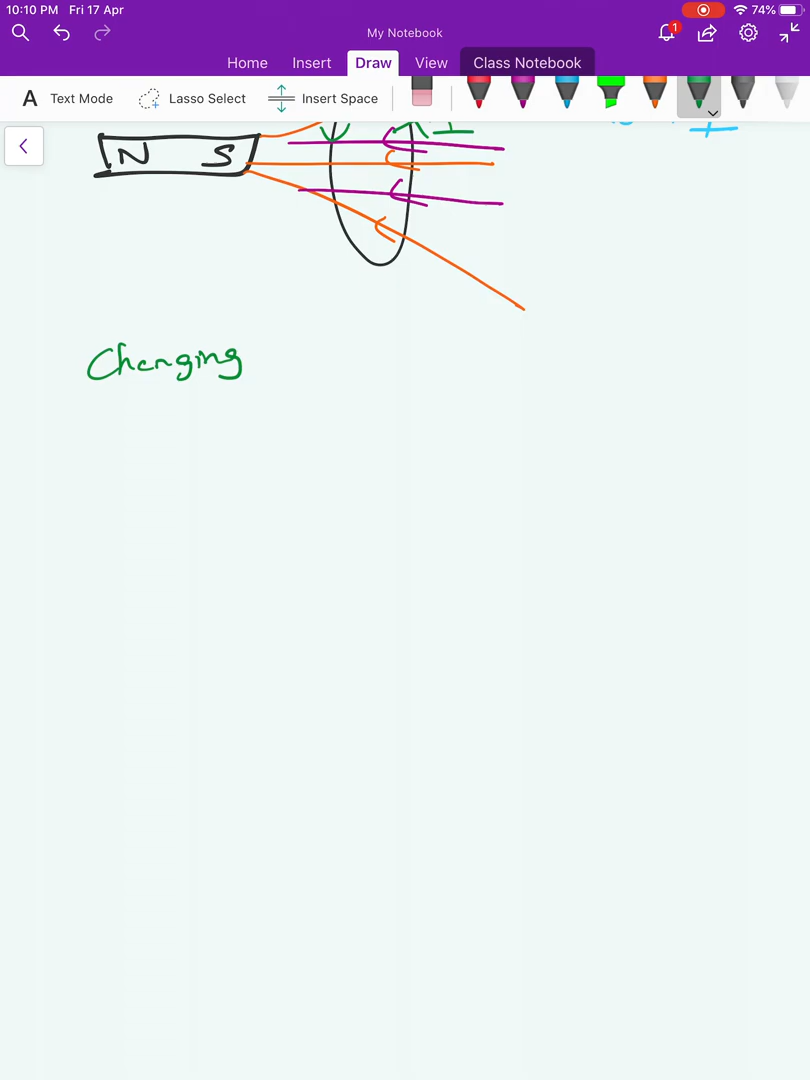 10:10 PM Fri 17 Apr 74%
My Notebook
1
Home Insert Draw View Class Notebook
A Text Mode Lasso Select Insert Space
N S I
Changing